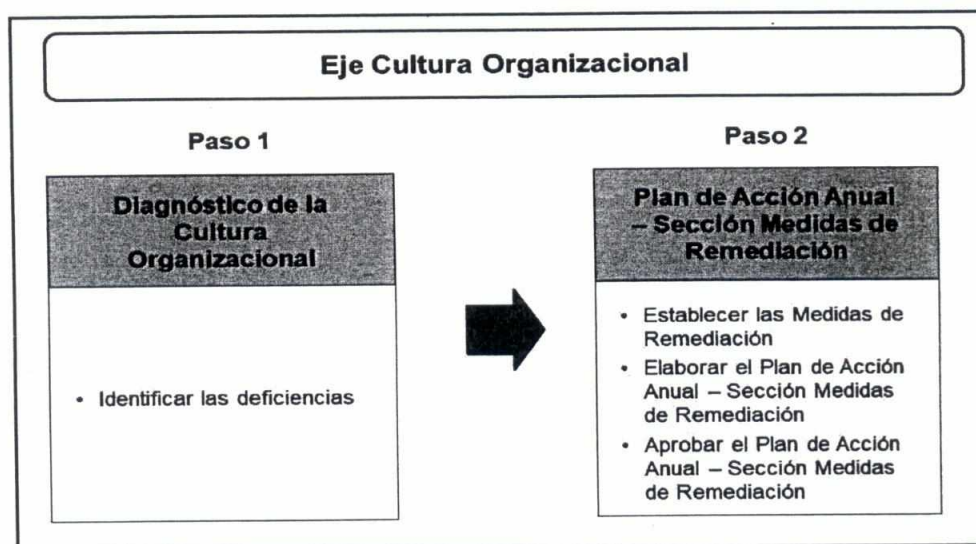 Eje Cultura Organizacional
Paso 1
Diagnóstico de la
Cultura
Organizacional
• Identificar las deficiencias
Paso 2
Plan de Acción Anual
– Sección Medidas de
Remediación
• Establecer las Medidas de
Remediación
• Elaborar el Plan de Acción
Anual – Sección Medidas
de Remediación
• Aprobar el Plan de Acción
Anual – Sección Medidas
de Remediación